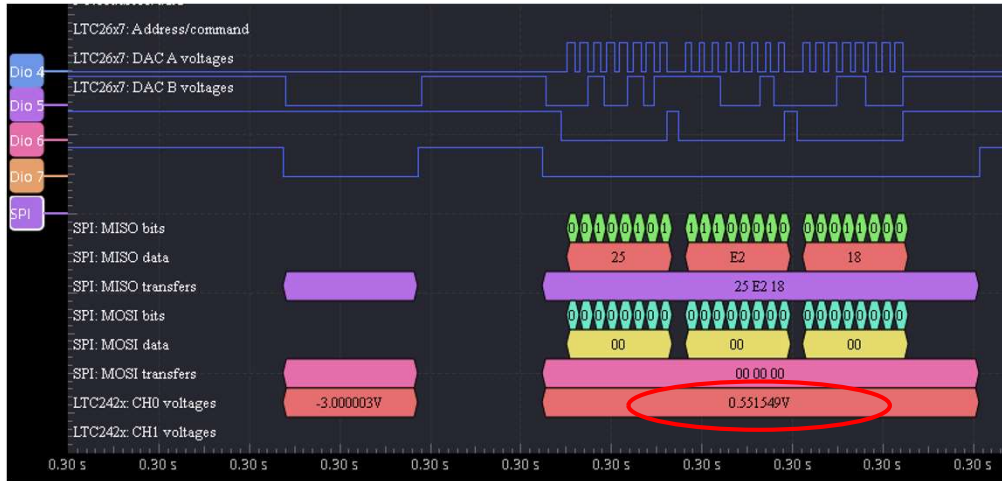 LTC26x7: Address/command
LTC26x7: DAC A voltages
Dio 4
LTC26x7: DAC B voltages
Dio 5
Dio 6
Dio 7
SPI
SPI: MISO bits 0 0 1 0 0 1 0 1 1 1 1 0 0 0 1 0 0 0 0 1 1 0 0 0
SPI: MISO data 25 E2 18
SPI: MISO transfers 25 E2 18
SPI: MOSI bits 0 0 0 0 0 0 0 0 0 0 0 0 0 0 0 0 0 0 0 0 0 0 0 0
SPI: MOSI data 00 00 00
SPI: MOSI transfers 00 00 00
LTC242x: CH0 voltages -3.000003V 0.551549V
LTC242x: CH1 voltages
0.30 s 0.30 s 0.30 s 0.30 s 0.30 s 0.30 s 0.30 s 0.30 s 0.30 s 0.30 s 0.30 s